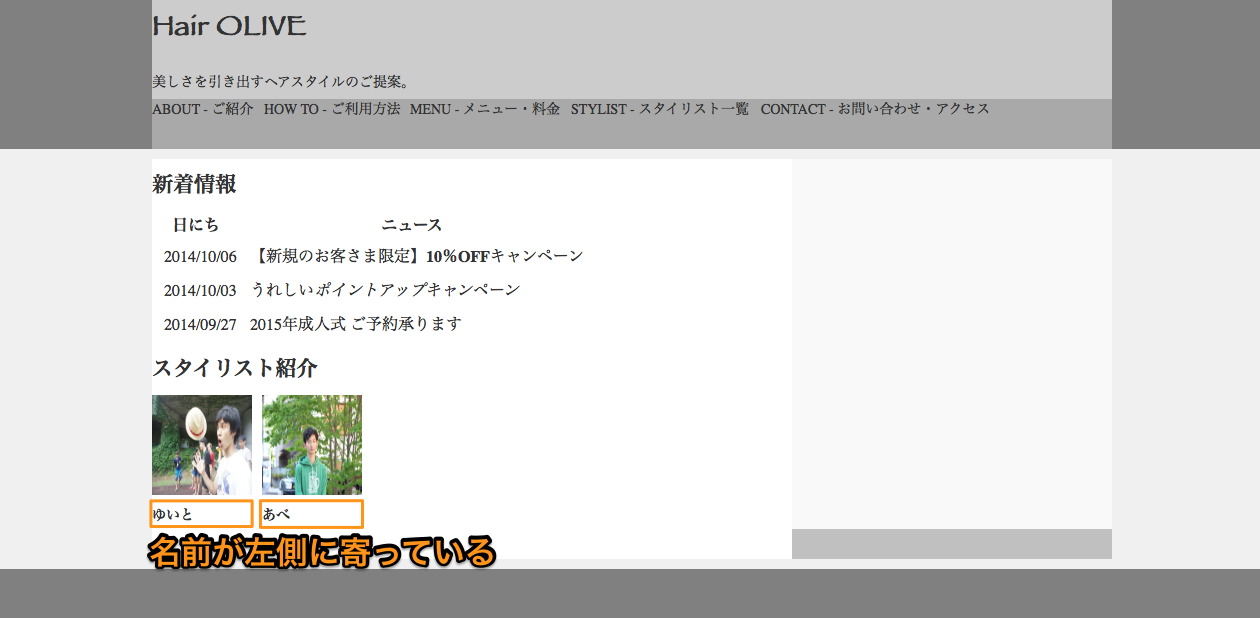 Hair OLIVE
美しさを引き出すヘアスタイルのご提案。
ABOUT - ご紹介 HOW TO - ご利用方法 MENU - メニュー・料金 STYLIST - スタイリスト一覧 CONTACT - お問い合わせ・アクセス
新着情報
日にち ニュース
2014/10/06 【新規のお客さま限定】10%OFFキャンペーン
2014/10/03 うれしいポイントアップキャンペーン
2014/09/27 2015年成人式 ご予約承ります
スタイリスト紹介
ゆいと あべ
名前が左側に寄っている